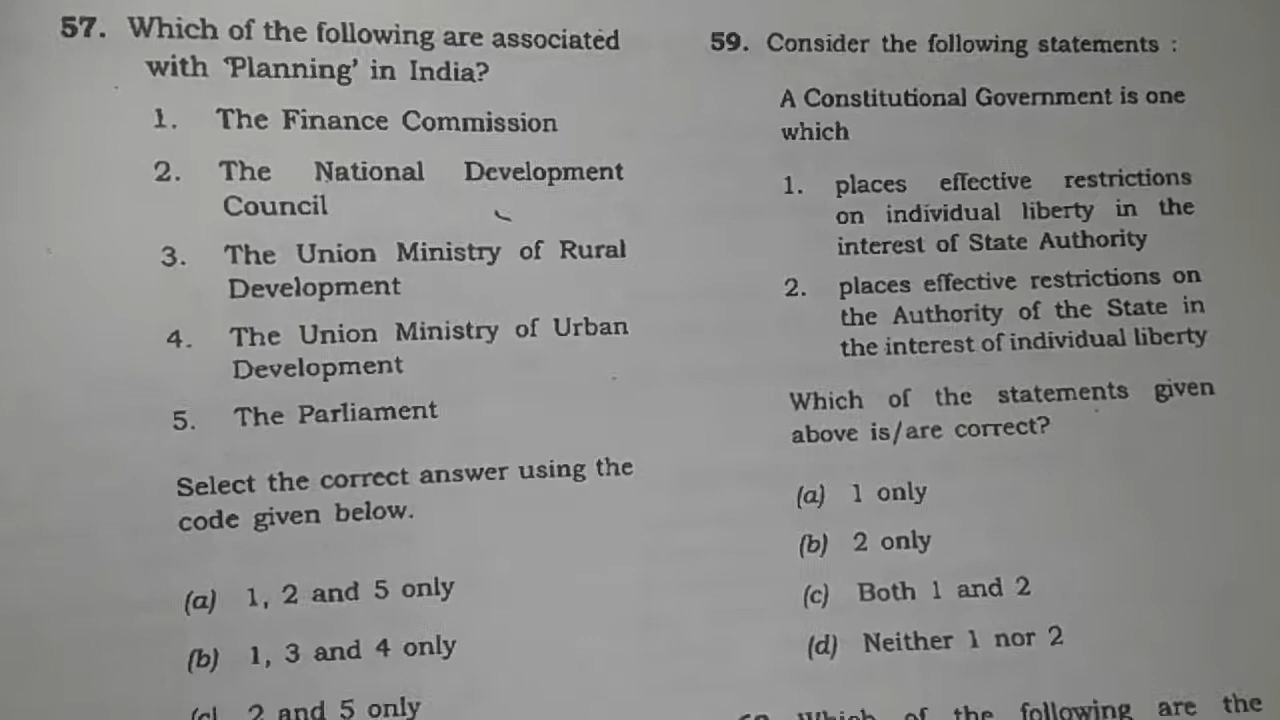 57. Which of the following are associated
with 'Planning' in India?
1. The Finance Commission
2. The National Development
Council
3. The Union Ministry of Rural
Development
4. The Union Ministry of Urban
Development
5. The Parliament
Select the correct answer using the
code given below.
(a) 1, 2 and 5 only
(b) 1, 3 and 4 only
(c) 2 and 5 only
59. Consider the following statements :
A Constitutional Government is one
which
1. places effective restrictions
on individual liberty in the
interest of State Authority
2. places effective restrictions on
the Authority of the State in
the interest of individual liberty
Which of the statements given
above is/are correct?
(a) 1 only
(b) 2 only
(c) Both 1 and 2
(d) Neither 1 nor 2
Which of the following are the